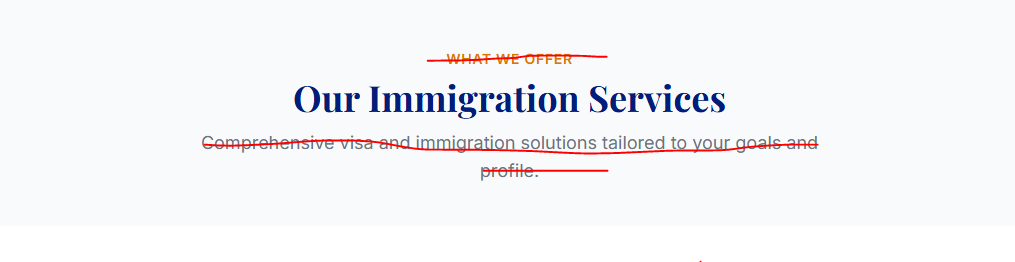 WHAT WE OFFER
Our Immigration Services
Comprehensive visa and immigration solutions tailored to your goals and
profile.